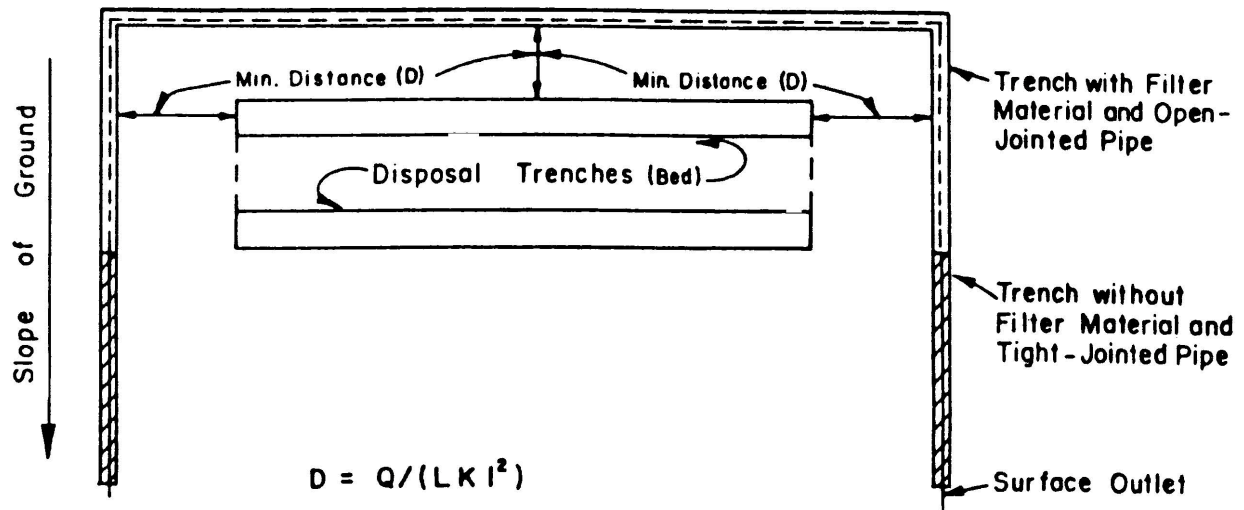 Slope of Ground
Min. Distance (D)
Min. Distance (D)
Disposal Trenches (Bed)
Trench with Filter
Material and Open-
Jointed Pipe
Trench without
Filter Material and
Tight-Jointed Pipe
D = Q/(L K I²)
Surface Outlet